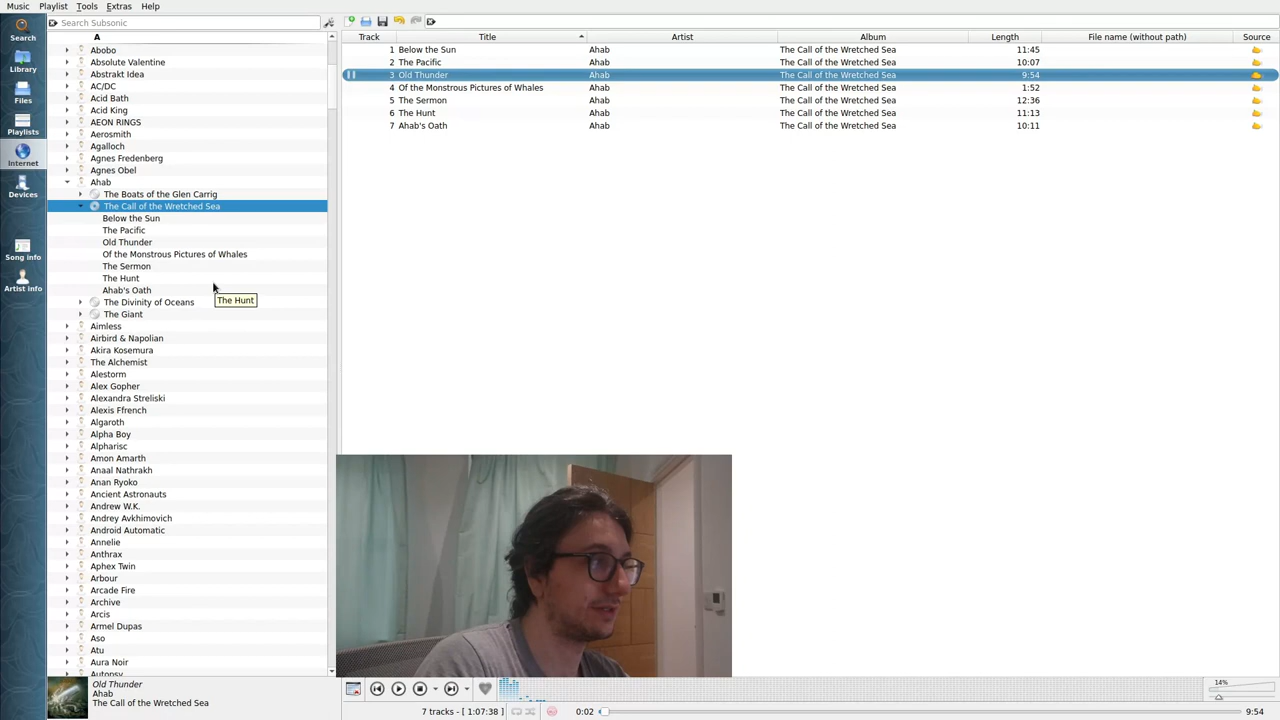 Music Playlist Tools Extras Help
Search
Library
Files
Playlists
Internet
Devices
Song info
Artist info
Search Subsonic
A
Abobo
Absolute Valentine
Abstrakt Idea
AC/DC
Acid Bath
Acid King
AEON RINGS
Aerosmith
Agalloch
Agnes Fredenberg
Agnes Obel
Ahab
The Boats of the Glen Carrig
The Call of the Wretched Sea
Below the Sun
The Pacific
Old Thunder
Of the Monstrous Pictures of Whales
The Sermon
The Hunt
Ahab's Oath
The Divinity of Oceans
The Giant
The Hunt
Aimless
Airbird & Napolian
Akira Kosemura
The Alchemist
Alestorm
Alex Gopher
Alexandra Streliski
Alexis Ffrench
Algaroth
Alpha Boy
Alpharisc
Amon Amarth
Anaal Nathrakh
Anan Ryoko
Ancient Astronauts
Andrew W.K.
Andrey Avkhimovich
Android Automatic
Annelie
Anthrax
Aphex Twin
Arbour
Arcade Fire
Archive
Arcis
Armel Dupas
Aso
Atu
Aura Noir
Autopsy
Track Title Artist Album Length File name (without path) Source
1 Below the Sun Ahab The Call of the Wretched Sea 11:45
2 The Pacific Ahab The Call of the Wretched Sea 10:07
3 Old Thunder Ahab The Call of the Wretched Sea 9:54
4 Of the Monstrous Pictures of Whales Ahab The Call of the Wretched Sea 1:52
5 The Sermon Ahab The Call of the Wretched Sea 12:36
6 The Hunt Ahab The Call of the Wretched Sea 11:13
7 Ahab's Oath Ahab The Call of the Wretched Sea 10:11
Old Thunder
Ahab
The Call of the Wretched Sea
14%
7 tracks - [ 1:07:38 ] 0:02 9:54